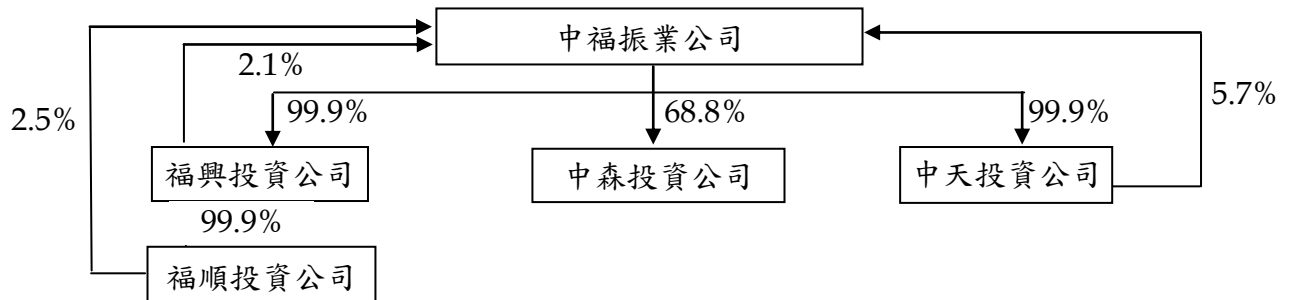 中福振業公司
2.1%
2.5%
99.9%
68.8%
99.9%
5.7%
福興投資公司
中森投資公司
中天投資公司
99.9%
福順投資公司